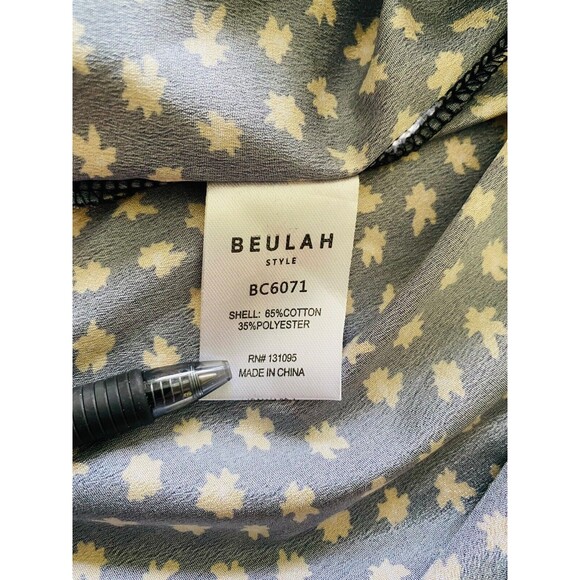 BEULAH
STYLE
BC6071
SHELL: 65%COTTON
35%POLYESTER
RN# 131095
MADE IN CHINA